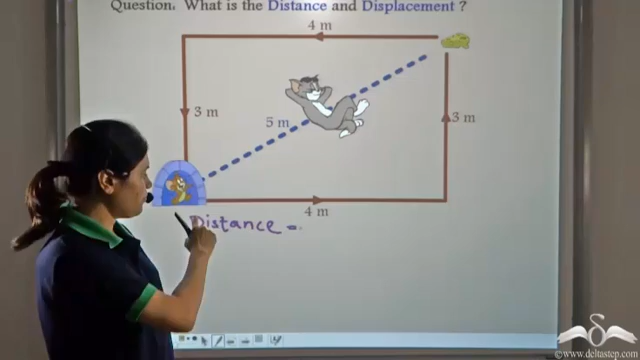 Question. What is the Distance and Displacement ?
4 m
3 m
5 m
3 m
4 m
Distance =
©www.deltastep.com